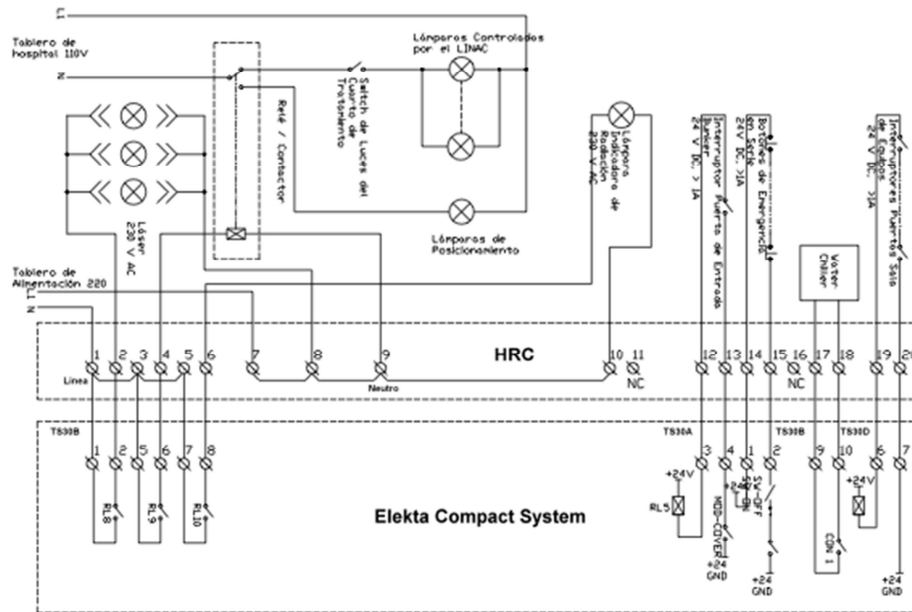 L1
Tablero de
hospital 110V
N
Lámparas Controladas
por el LINAC
Switch de Luces del
Cuarto de
Tratamiento
Relé / Contactor
Lámpara
Indicadora de
Radiación
230 V AC
Láser
230 V AC
Lámparas de
Posicionamiento
Interruptor Puerta de Entrada
Bunker
24 V DC, > 1A
Botones de Emergencia
en Serie
24V DC, >1A
Interruptores Puertas Sala
de Equipos
24 V DC, >1A
Water
Chiller
Tablero de
Alimentación 220
L1
N
HRC
1 2 3 4 5 6 7 8 9 10 11 12 13 14 15 16 17 18 19
Línea
Neutro
NC
NC
TS30B
TS30A
TS30B
TS30D
1 2 5 6 7 8 3 4 1 2 9 10 6 7
RL8
RL9
RL10
+24V
RL5
MOD-COVER
+24
GND
SW-ON
SW-OFF
+24
GND
CON 1
+24V
+24
GND
Elekta Compact System